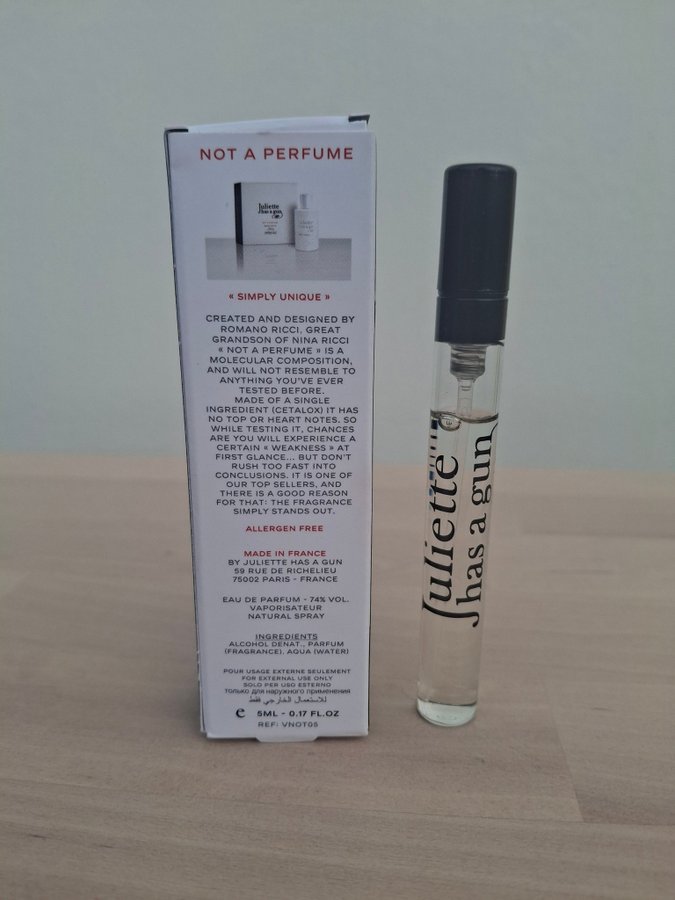 NOT A PERFUME
Juliette
has a gun
« SIMPLY UNIQUE »
CREATED AND DESIGNED BY
ROMANO RICCI, GREAT
GRANDSON OF NINA RICCI
« NOT A PERFUME » IS A
MOLECULAR COMPOSITION,
AND WILL NOT RESEMBLE TO
ANYTHING YOU'VE EVER
TESTED BEFORE.
MADE OF A SINGLE
INGREDIENT (CETALOX) IT HAS
NO TOP OR HEART NOTES. SO
WHILE TESTING IT, CHANCES
ARE YOU WILL EXPERIENCE A
CERTAIN « WEAKNESS » AT
FIRST GLANCE... BUT DON'T
RUSH TOO FAST INTO
CONCLUSIONS. IT IS ONE OF
OUR TOP SELLERS, AND
THERE IS A GOOD REASON
FOR THAT: THE FRAGRANCE
SIMPLY STANDS OUT.
ALLERGEN FREE
MADE IN FRANCE
BY JULIETTE HAS A GUN
59 RUE DE RICHELIEU
75002 PARIS - FRANCE
EAU DE PARFUM - 74% VOL.
VAPORISATEUR
NATURAL SPRAY
INGREDIENTS
ALCOHOL DENAT., PARFUM
(FRAGRANCE), AQUA (WATER)
POUR USAGE EXTERNE SEULEMENT
FOR EXTERNAL USE ONLY
SOLO PER USO ESTERNO
только для наружного применения
للاستعمال الخارجي فقط
e 5ML - 0.17 FL.OZ
REF: VNOT05
Juliette
has a gun